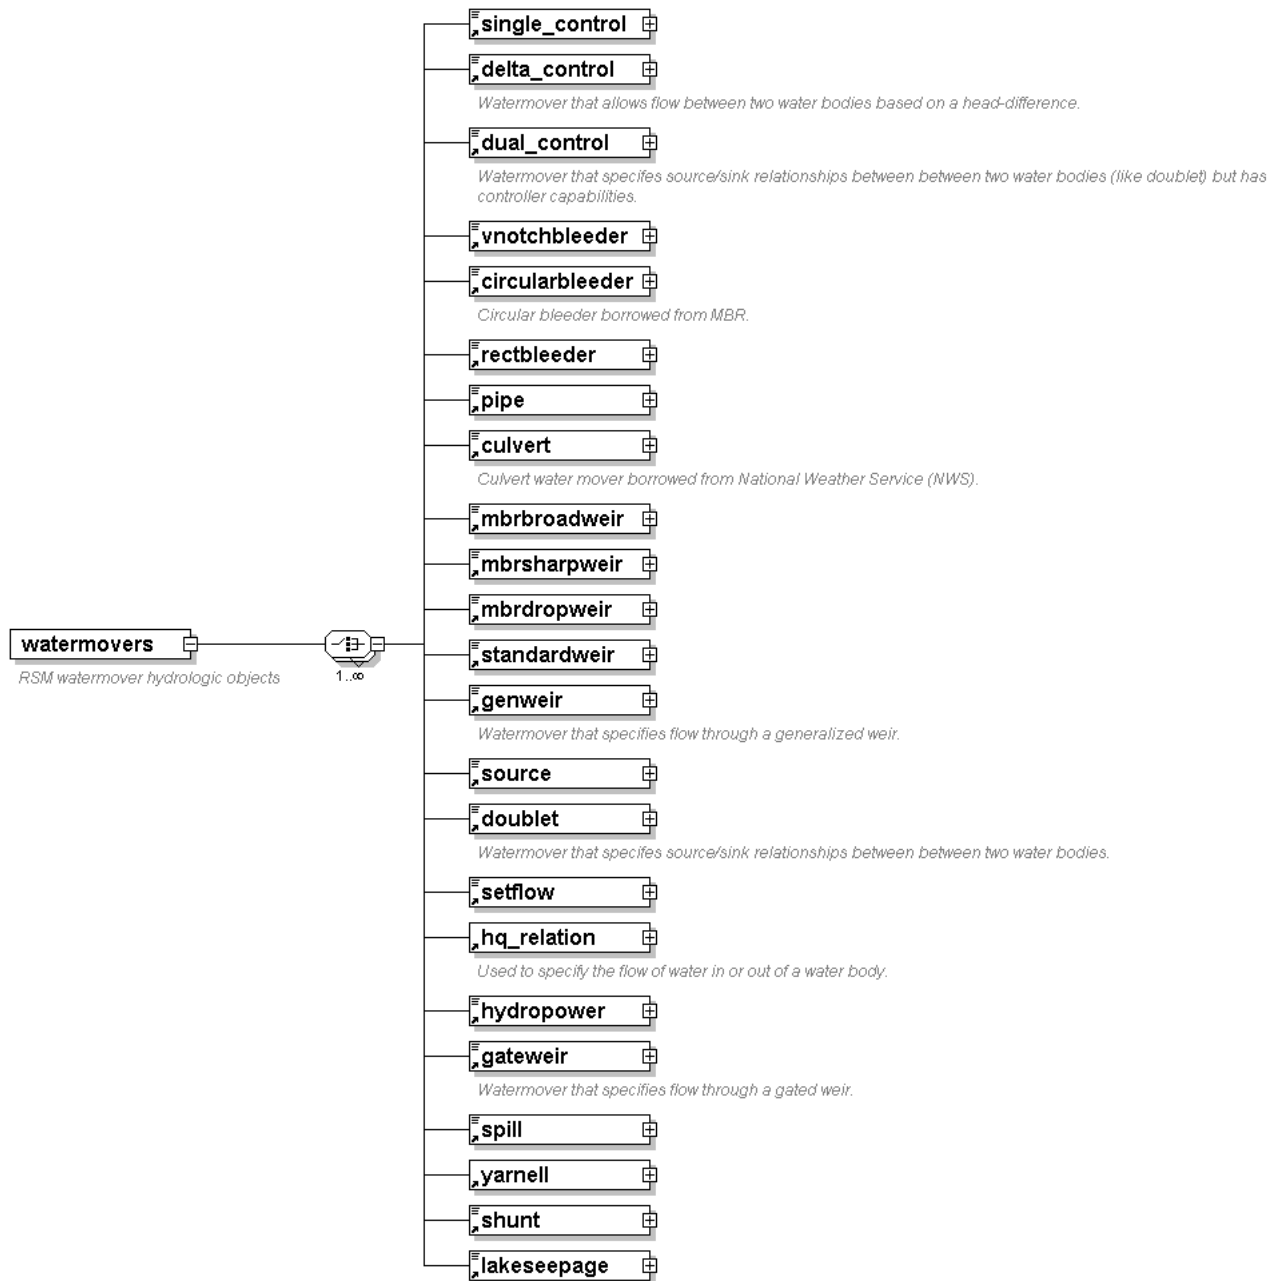 single_control
delta_control
Watermover that allows flow between two water bodies based on a head-difference.
dual_control
Watermover that specifes source/sink relationships between between two water bodies (like doublet) but has
controller capabilities.
vnotchbleeder
circularbleeder
Circular bleeder borrowed from MBR.
rectbleeder
pipe
culvert
Culvert water mover borrowed from National Weather Service (NWS).
mbrbroadweir
mbrsharpweir
mbrdropweir
watermovers
RSM watermover hydrologic objects
1..∞
standardweir
genweir
Watermover that specifies flow through a generalized weir.
source
doublet
Watermover that specifes source/sink relationships between between two water bodies.
setflow
hq_relation
Used to specify the flow of water in or out of a water body.
hydropower
gateweir
Watermover that specifies flow through a gated weir.
spill
yarnell
shunt
lakeseepage